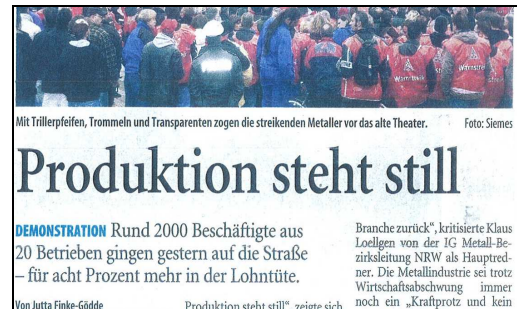 Warnstreik
Mit Trillerpfeifen, Trommeln und Transparenten zogen die streikenden Metaller vor das alte Theater. Foto: Siemes
Produktion steht still
DEMONSTRATION Rund 2000 Beschäftigte aus
20 Betrieben gingen gestern auf die Straße
– für acht Prozent mehr in der Lohntüte.
Von Jutta Finke-Gödde
Produktion steht still“, zeigte sich
Branche zurück“, kritisierte Klaus
Loellgen von der IG Metall-Be-
zirksleitung NRW als Hauptred-
ner. Die Metallindustrie sei trotz
Wirtschaftsabschwung immer
noch ein „Kraftprotz und kein